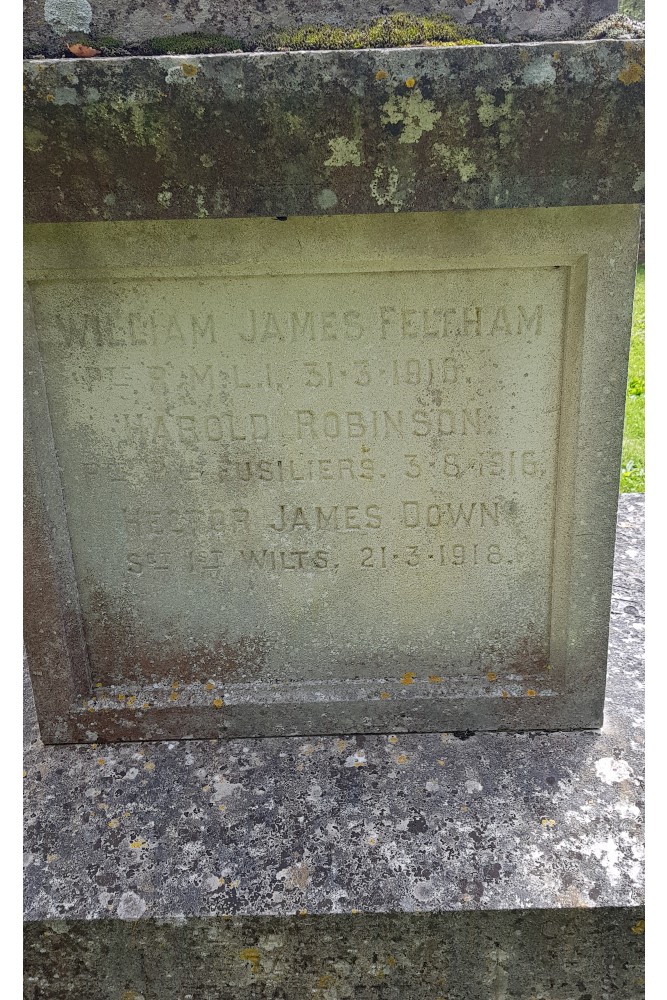 WILLIAM JAMES FELTHAM
PTE R.M.L.I. 31·3·1916.
HAROLD ROBINSON
FUSILIERS. 3·8·1916.
HECTOR JAMES DOWN
SGT 1ST WILTS. 21·3·1918.